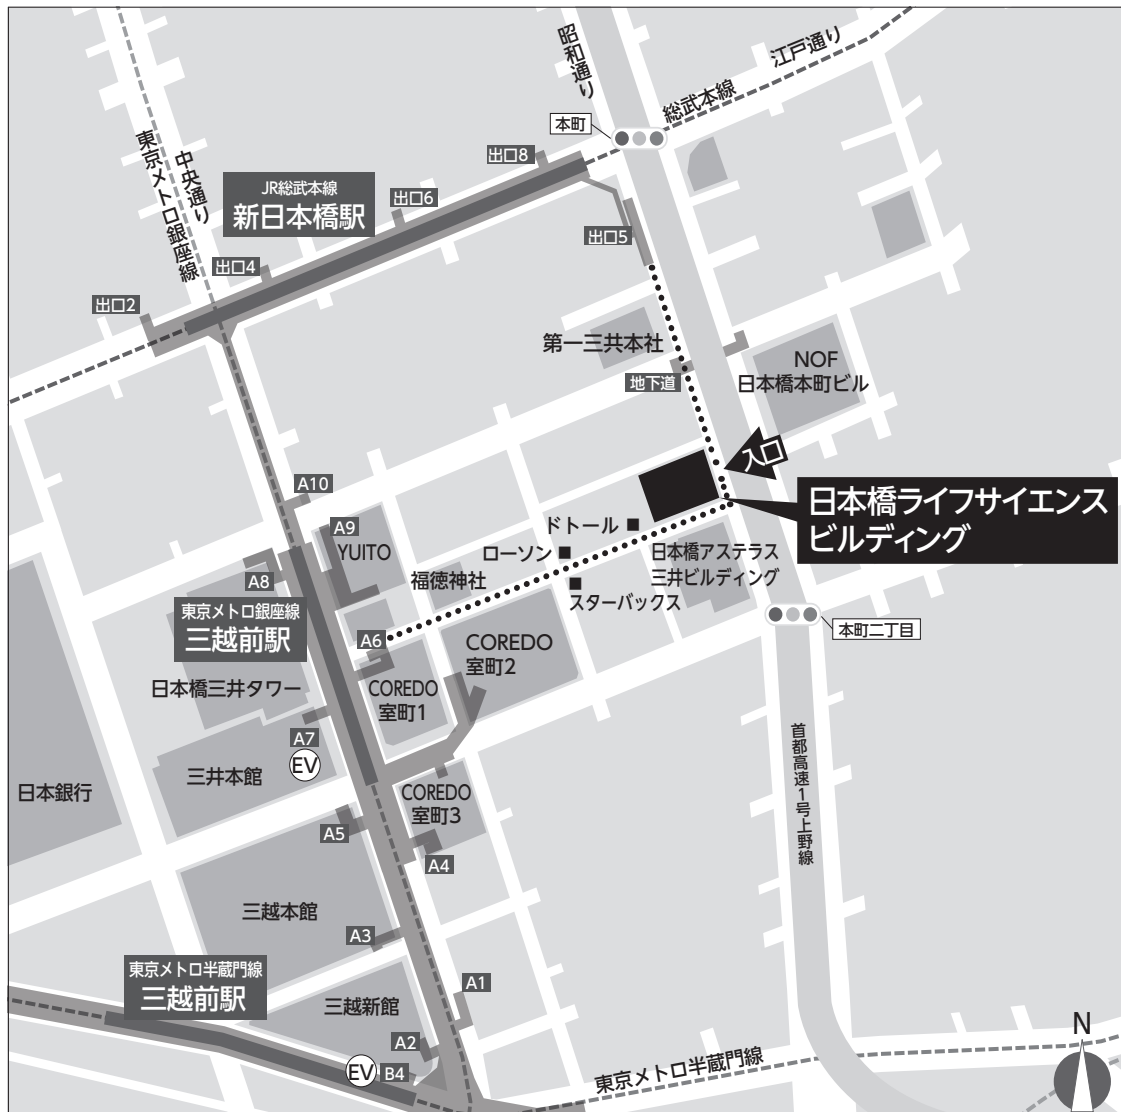 昭和通り
江戸通り
総武本線
本町
出口8
東京メトロ銀座線
中央通り
JR総武本線
新日本橋駅
出口6
出口5
出口4
出口2
第一三共本社
地下道
NOF
日本橋本町ビル
入口
A10
日本橋ライフサイエンス
ビルディング
A9
YUITO
ドトール
ローソン
日本橋アステラス
三井ビルディング
福徳神社
スターバックス
A8
東京メトロ銀座線
三越前駅
A6
本町二丁目
COREDO
室町2
日本橋三井タワー
COREDO
室町1
A7
EV
三井本館
日本銀行
首都高速1号上野線
COREDO
室町3
A5
A4
三越本館
A3
東京メトロ半蔵門線
三越前駅
A1
三越新館
A2
EV
B4
東京メトロ半蔵門線
N